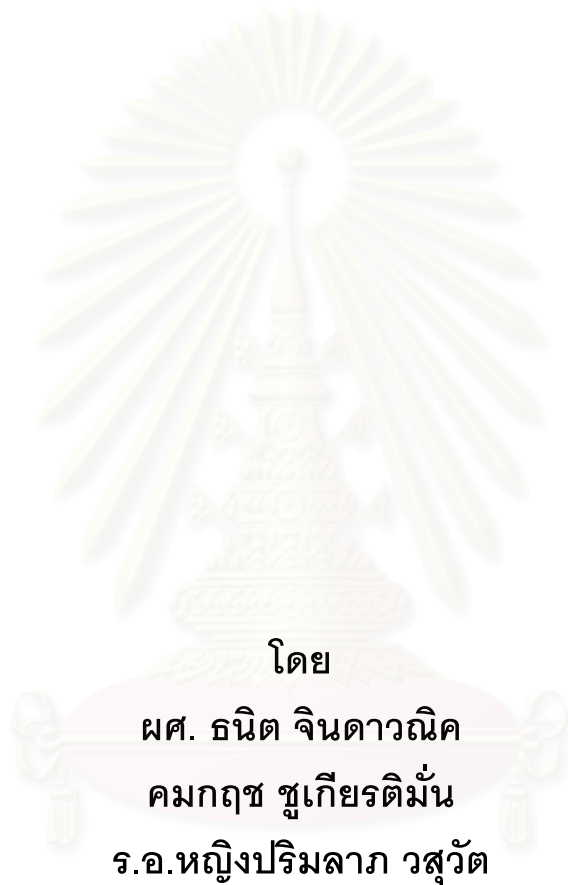 โดย
ผศ. ธนิต จินดาวณิค
คมกฤช ชูเกียรติมั่น
ร.อ.หญิงปริมลาภ วสุวัต